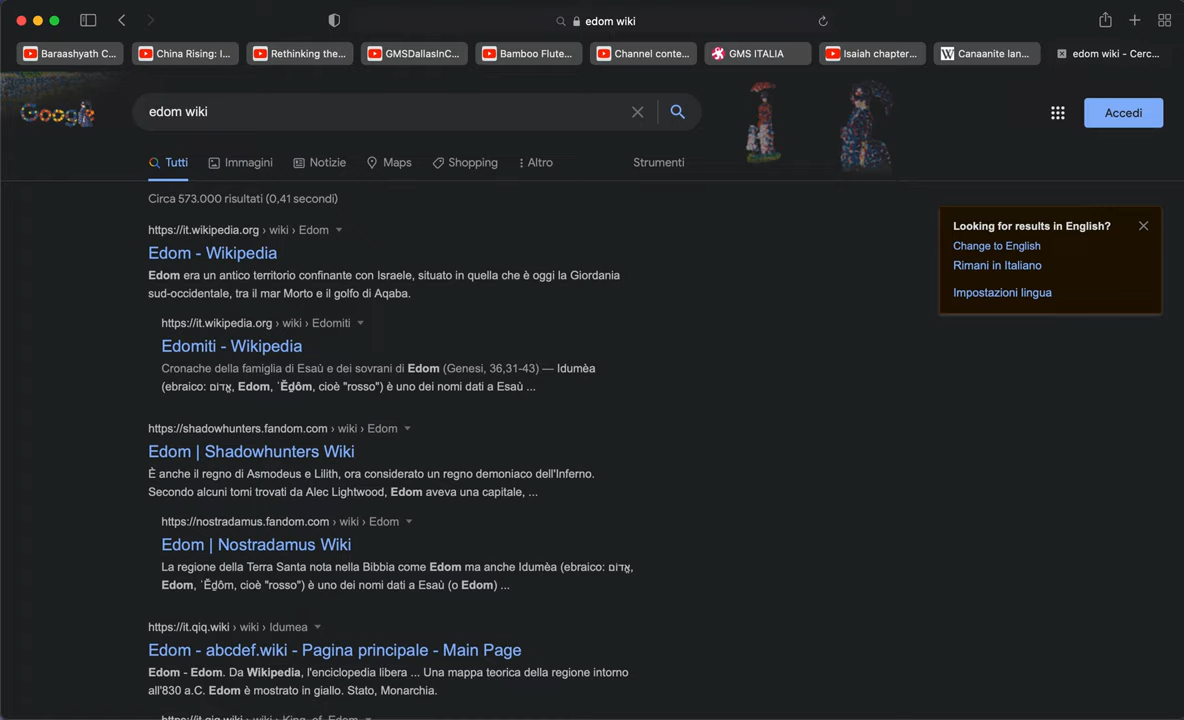 edom wiki
Baraashyath C...
China Rising: I...
Rethinking the...
GMSDallasInC...
Bamboo Flute...
Channel conte...
GMS ITALIA
Isaiah chapter...
Canaanite lan...
edom wiki - Cerc...
Google
edom wiki
Accedi
Tutti
Immagini
Notizie
Maps
Shopping
Altro
Strumenti
Circa 573.000 risultati (0,41 secondi)
https://it.wikipedia.org › wiki › Edom
Edom - Wikipedia
Edom era un antico territorio confinante con Israele, situato in quella che è oggi la Giordania
sud-occidentale, tra il mar Morto e il golfo di Aqaba.
https://it.wikipedia.org › wiki › Edomiti
Edomiti - Wikipedia
Cronache della famiglia di Esaù e dei sovrani di Edom (Genesi, 36,31-43) — Idumèa
(ebraico: אֱדוֹם, Edom, ʾĔḏôm, cioè "rosso") è uno dei nomi dati a Esaù ...
https://shadowhunters.fandom.com › wiki › Edom
Edom | Shadowhunters Wiki
È anche il regno di Asmodeus e Lilith, ora considerato un regno demoniaco dell'Inferno.
Secondo alcuni tomi trovati da Alec Lightwood, Edom aveva una capitale, ...
https://nostradamus.fandom.com › wiki › Edom
Edom | Nostradamus Wiki
La regione della Terra Santa nota nella Bibbia come Edom ma anche Idumèa (ebraico: אֱדוֹם,
Edom, ʾĔḏôm, cioè "rosso") è uno dei nomi dati a Esaù (o Edom) ...
https://it.qiq.wiki › wiki › Idumea
Edom - abcdef.wiki - Pagina principale - Main Page
Edom - Edom. Da Wikipedia, l'enciclopedia libera ... Una mappa teorica della regione intorno
all'830 a.C. Edom è mostrato in giallo. Stato, Monarchia.
https://it.qiq.wiki › wiki › King_of_Edom
Looking for results in English?
Change to English
Rimani in Italiano
Impostazioni lingua